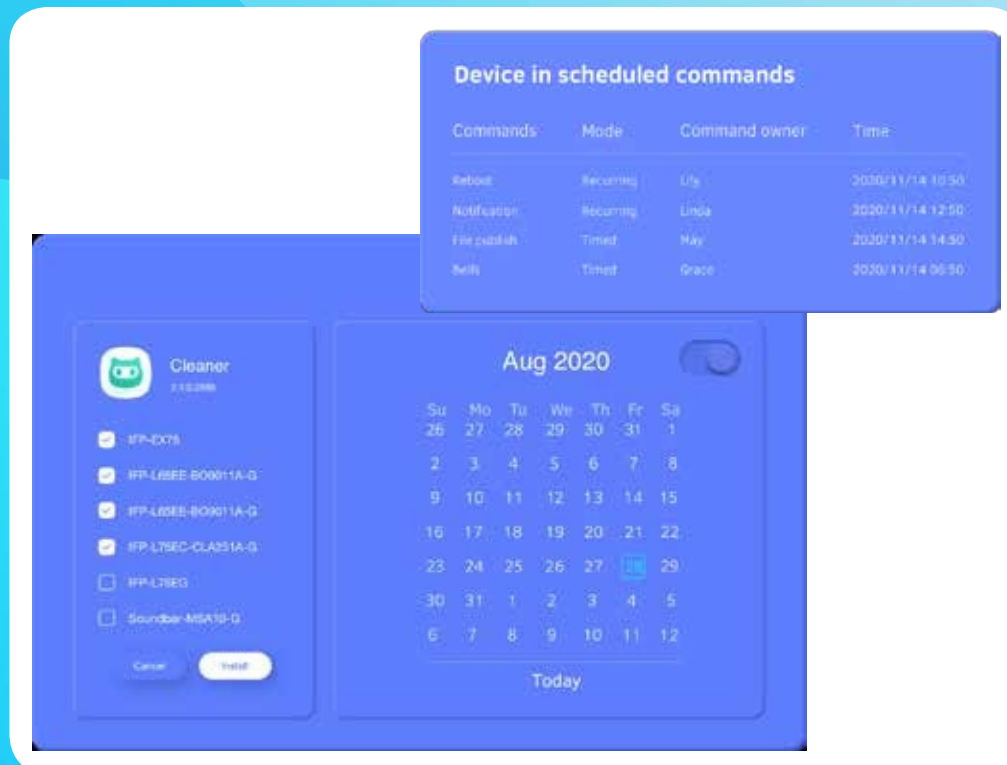 Device in scheduled commands
Commands Mode Command owner Time
Reboot Recurring Lily 2020/11/14 10:50
Notification Recurring Linda 2020/11/14 12:50
File publish Timed May 2020/11/14 14:50
Bells Timed Grace 2020/11/14 06:50
Cleaner
IFP-EX75
IFP-L65EE-BO9011A-G
IFP-L65EE-BO9011A-G
IFP-L75EC-CLA251A-G
IFP-L75EG
Soundbar-MSA10-G
Cancel Install
Aug 2020
Su Mo Tu We Th Fr Sa
26 27 28 29 30 31 1
2 3 4 5 6 7 8
9 10 11 12 13 14 15
16 17 18 19 20 21 22
23 24 25 26 27 28 29
30 31 1 2 3 4 5
6 7 8 9 10 11 12
Today